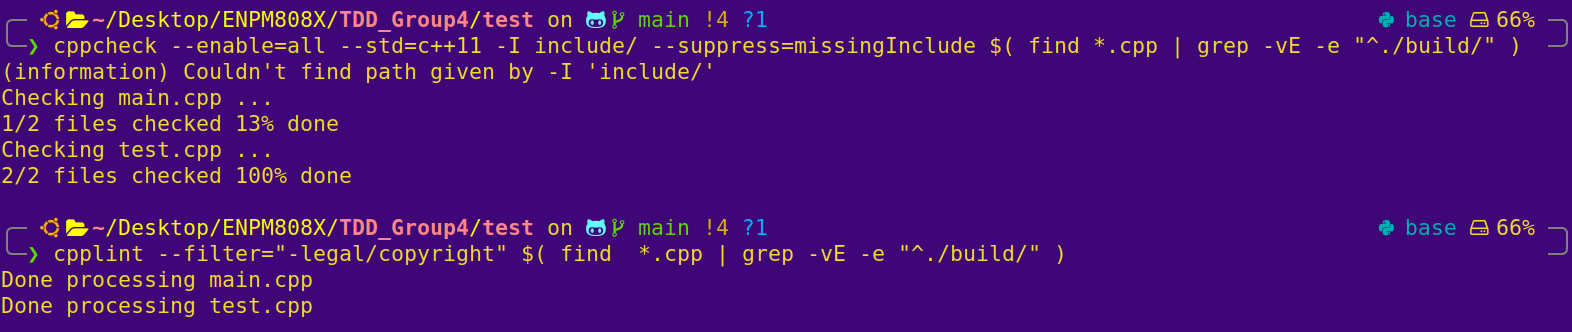 ~/Desktop/ENPM808X/TDD_Group4/test on main !4 ?1 base 66%
❯ cppcheck --enable=all --std=c++11 -I include/ --suppress=missingInclude $( find *.cpp | grep -vE -e "^./build/" )
(information) Couldn't find path given by -I 'include/'
Checking main.cpp ...
1/2 files checked 13% done
Checking test.cpp ...
2/2 files checked 100% done
~/Desktop/ENPM808X/TDD_Group4/test on main !4 ?1 base 66%
❯ cpplint --filter="-legal/copyright" $( find  *.cpp | grep -vE -e "^./build/" )
Done processing main.cpp
Done processing test.cpp